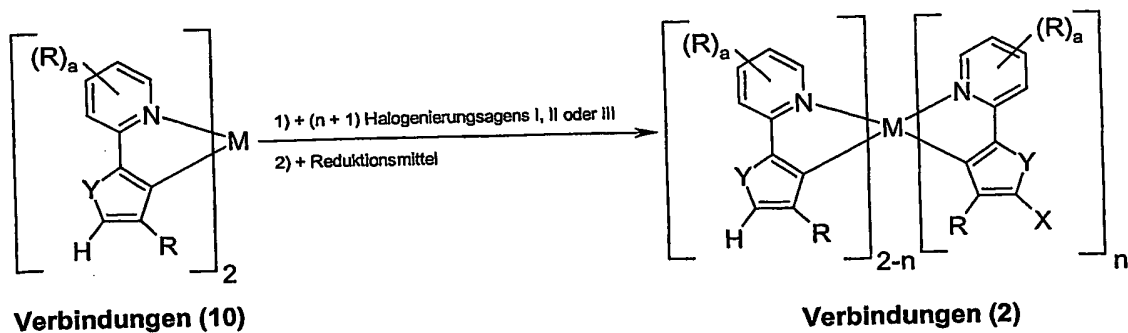 (R)a
N
M
Y
H
R
2
Verbindungen (10)
1) + (n + 1) Halogenierungsagens I, II oder III
2) + Reduktionsmittel
(R)a
N
Y
H
R
2-n
M
(R)a
N
Y
R
X
n
Verbindungen (2)